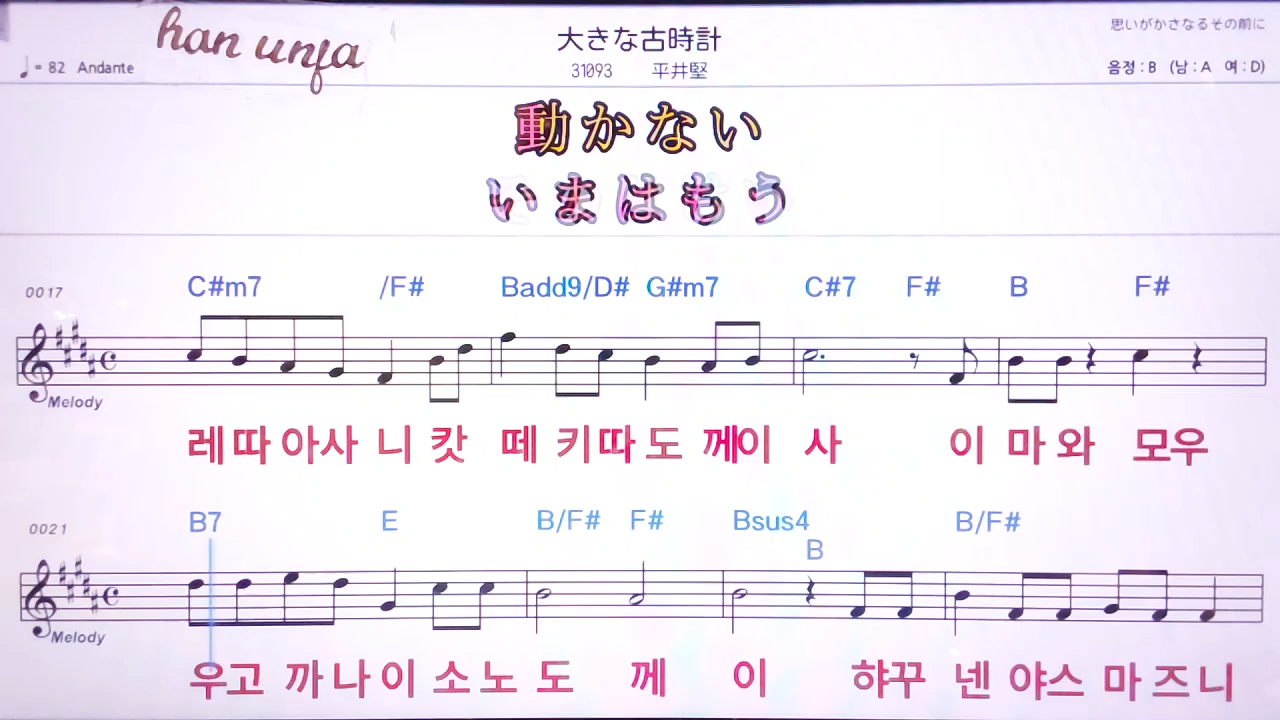 han unfa
大きな古時計
思いがかさなるその前に
♩= 82 Andante
31093 平井堅
음정 : B (남 : A 여 : D)
動かない
いまはもう
0017
C#m7 /F# Badd9/D# G#m7 C#7 F# B F#
Melody
레 따 아 사 니 캇 떼 키 따 도 께이 사 이 마 와 모우
0021
B7 E B/F# F# Bsus4 B B/F#
Melody
우고 까 나 이 소 노 도 께 이 햐꾸 넨 야스 마 즈 니